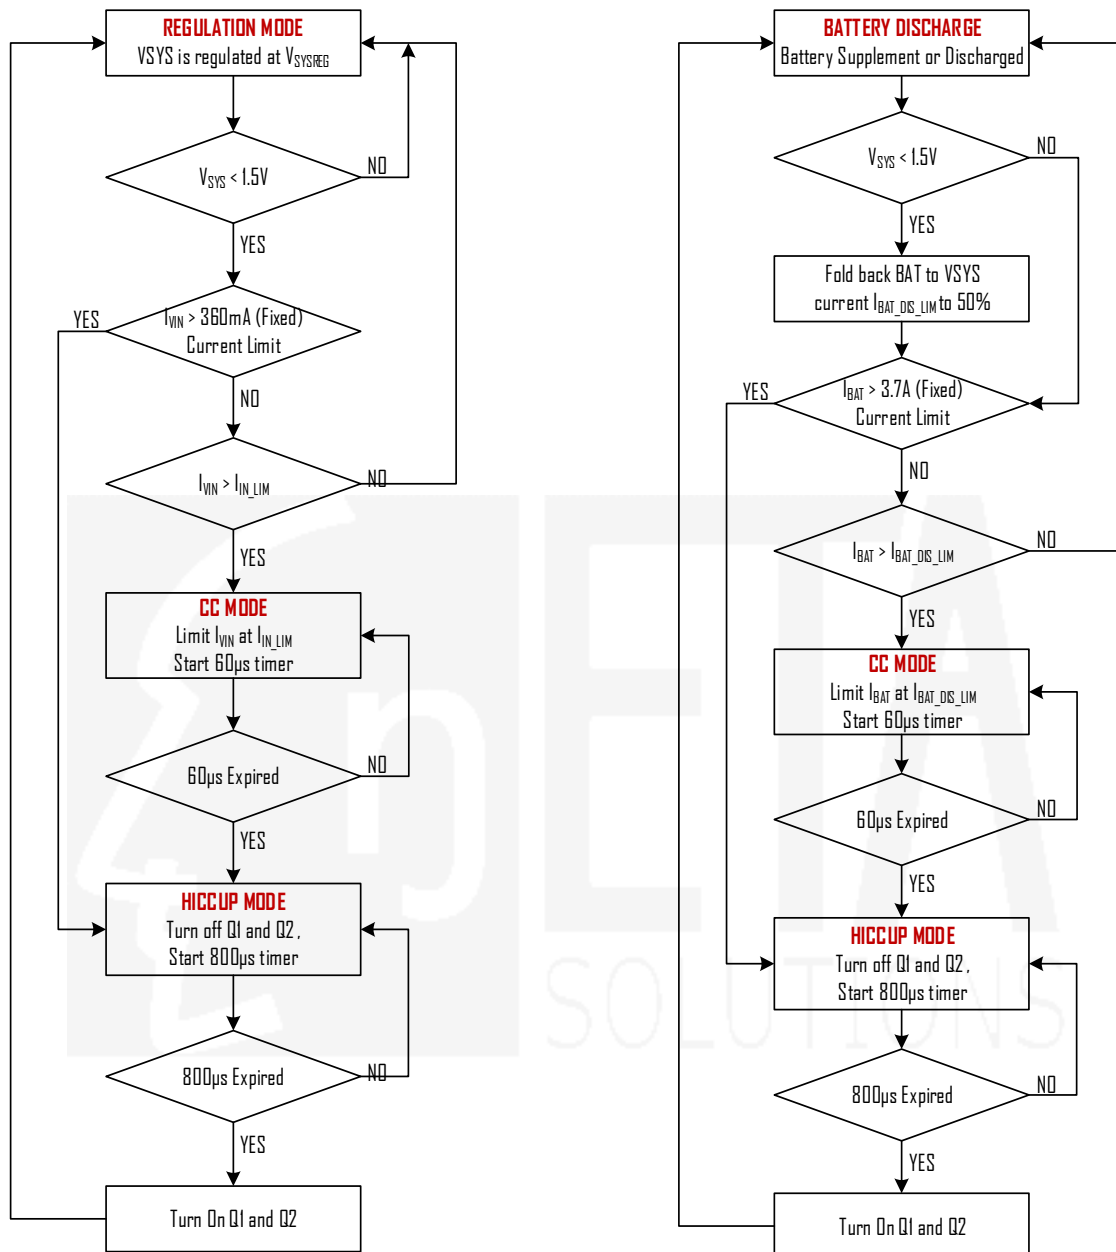 REGULATION MODE
VSYS is regulated at VSYSREG
VSYS < 1.5V
NO
YES
IVIN > 360mA (Fixed)
Current Limit
YES
NO
IVIN > IIN_LIM
NO
YES
CC MODE
Limit IVIN at IIN_LIM
Start 60µs timer
60µs Expired
NO
YES
HICCUP MODE
Turn off Q1 and Q2 ,
Start 800µs timer
800µs Expired
NO
YES
Turn On Q1 and Q2
BATTERY DISCHARGE
Battery Supplement or Discharged
VSYS < 1.5V
NO
YES
Fold back BAT to VSYS
current IBAT_DIS_LIM to 50%
YES
IBAT > 3.7A (Fixed)
Current Limit
NO
IBAT > IBAT_DIS_LIM
NO
YES
CC MODE
Limit IBAT at IBAT_DIS_LIM
Start 60µs timer
60µs Expired
NO
YES
HICCUP MODE
Turn off Q1 and Q2 ,
Start 800µs timer
800µs Expired
NO
YES
Turn On Q1 and Q2
ETA
SOLUTIONS